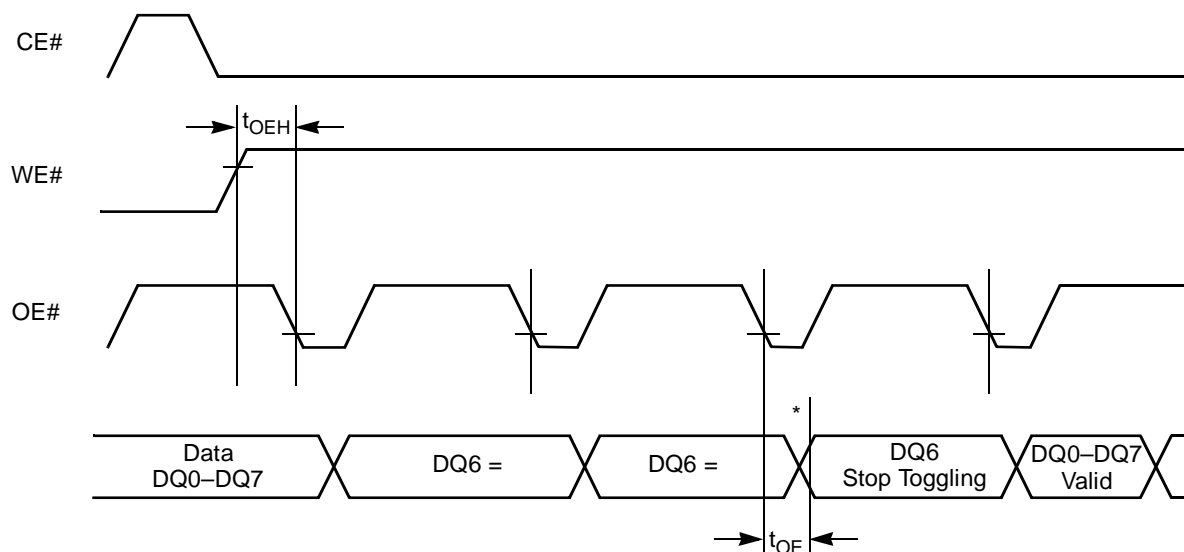 CE#
tOEH
WE#
OE#
*
Data
DQ0–DQ7
DQ6 =
DQ6 =
DQ6
Stop Toggling
DQ0–DQ7
Valid
tOE